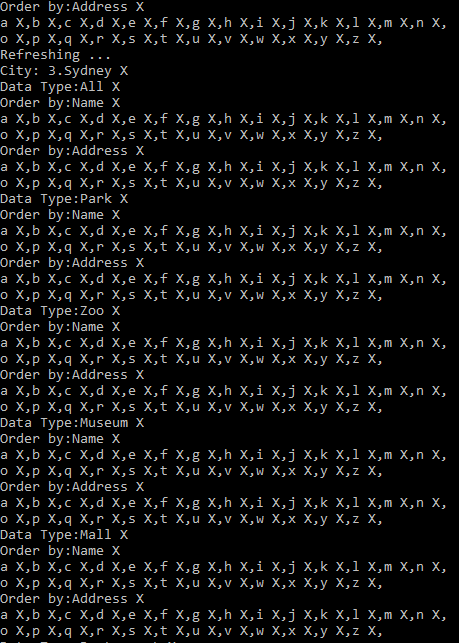 Order by:Address X
a X,b X,c X,d X,e X,f X,g X,h X,i X,j X,k X,l X,m X,n X,
o X,p X,q X,r X,s X,t X,u X,v X,w X,x X,y X,z X,
Refreshing ...
City: 3.Sydney X
Data Type:All X
Order by:Name X
a X,b X,c X,d X,e X,f X,g X,h X,i X,j X,k X,l X,m X,n X,
o X,p X,q X,r X,s X,t X,u X,v X,w X,x X,y X,z X,
Order by:Address X
a X,b X,c X,d X,e X,f X,g X,h X,i X,j X,k X,l X,m X,n X,
o X,p X,q X,r X,s X,t X,u X,v X,w X,x X,y X,z X,
Data Type:Park X
Order by:Name X
a X,b X,c X,d X,e X,f X,g X,h X,i X,j X,k X,l X,m X,n X,
o X,p X,q X,r X,s X,t X,u X,v X,w X,x X,y X,z X,
Order by:Address X
a X,b X,c X,d X,e X,f X,g X,h X,i X,j X,k X,l X,m X,n X,
o X,p X,q X,r X,s X,t X,u X,v X,w X,x X,y X,z X,
Data Type:Zoo X
Order by:Name X
a X,b X,c X,d X,e X,f X,g X,h X,i X,j X,k X,l X,m X,n X,
o X,p X,q X,r X,s X,t X,u X,v X,w X,x X,y X,z X,
Order by:Address X
a X,b X,c X,d X,e X,f X,g X,h X,i X,j X,k X,l X,m X,n X,
o X,p X,q X,r X,s X,t X,u X,v X,w X,x X,y X,z X,
Data Type:Museum X
Order by:Name X
a X,b X,c X,d X,e X,f X,g X,h X,i X,j X,k X,l X,m X,n X,
o X,p X,q X,r X,s X,t X,u X,v X,w X,x X,y X,z X,
Order by:Address X
a X,b X,c X,d X,e X,f X,g X,h X,i X,j X,k X,l X,m X,n X,
o X,p X,q X,r X,s X,t X,u X,v X,w X,x X,y X,z X,
Data Type:Mall X
Order by:Name X
a X,b X,c X,d X,e X,f X,g X,h X,i X,j X,k X,l X,m X,n X,
o X,p X,q X,r X,s X,t X,u X,v X,w X,x X,y X,z X,
Order by:Address X
a X,b X,c X,d X,e X,f X,g X,h X,i X,j X,k X,l X,m X,n X,
o X,p X,q X,r X,s X,t X,u X,v X,w X,x X,y X,z X,